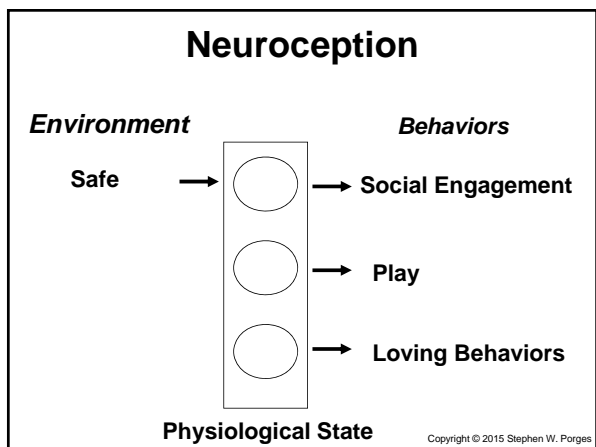 Neuroception
Environment
Behaviors
Safe
Social Engagement
Play
Loving Behaviors
Physiological State
Copyright © 2015 Stephen W. Porges